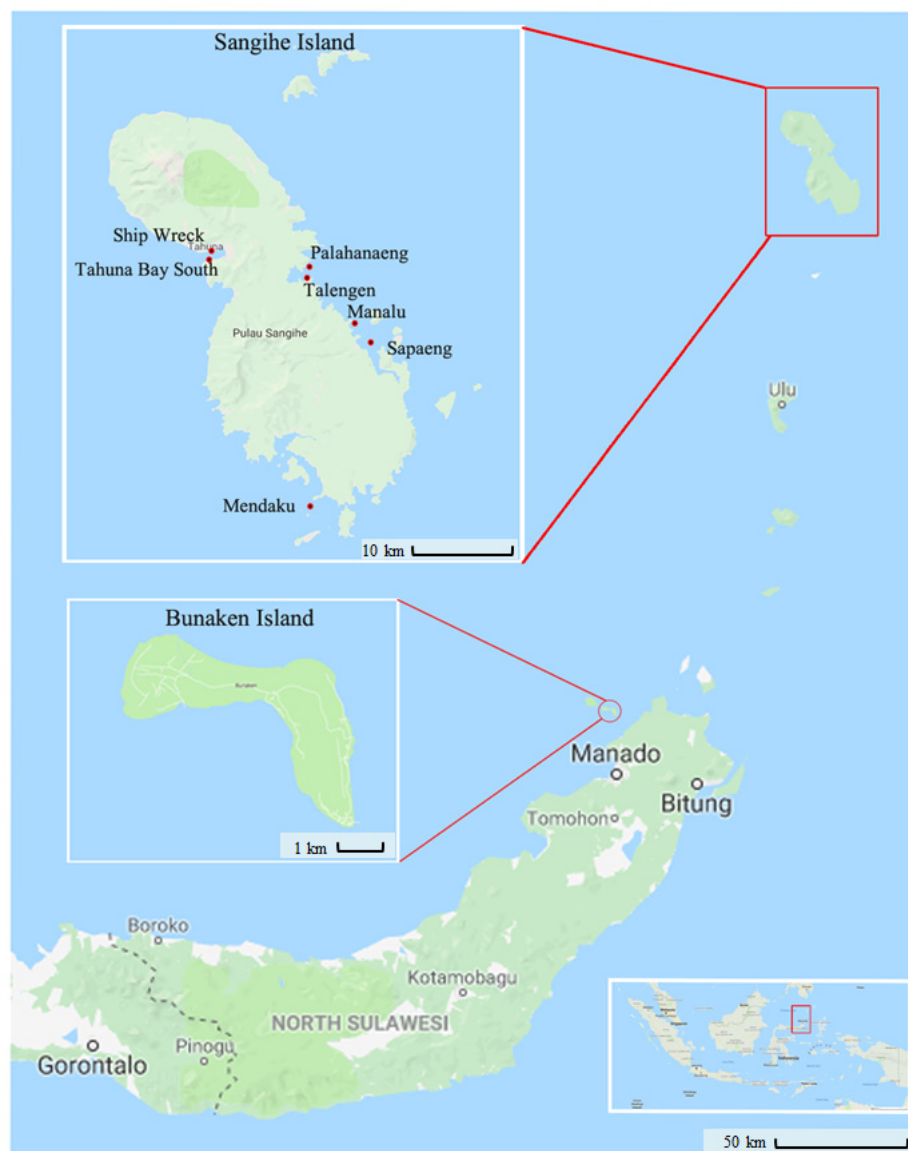 Sangihe Island
Ship Wreck
Tahuna
Tahuna Bay South
Palahanaeng
Talengen
Manalu
Pulau Sangihe
Sapaeng
Mendaku
10 km
Ulu
Bunaken Island
Bunaken
1 km
Manado
Bitung
Tomohon
Boroko
Kotamobagu
NORTH SULAWESI
Gorontalo
Pinogu
50 km